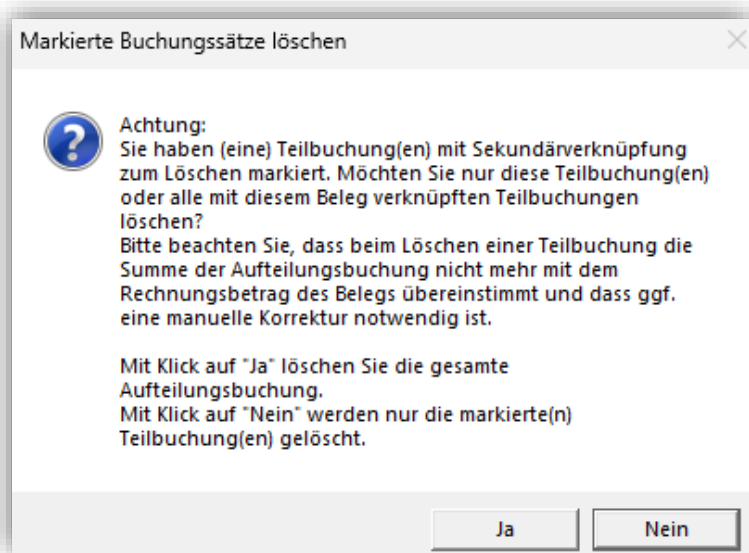 Markierte Buchungssätze löschen
Achtung:
Sie haben (eine) Teilbuchung(en) mit Sekundärverknüpfung
zum Löschen markiert. Möchten Sie nur diese Teilbuchung(en)
oder alle mit diesem Beleg verknüpften Teilbuchungen
löschen?
Bitte beachten Sie, dass beim Löschen einer Teilbuchung die
Summe der Aufteilungsbuchung nicht mehr mit dem
Rechnungsbetrag des Belegs übereinstimmt und dass ggf.
eine manuelle Korrektur notwendig ist.
Mit Klick auf "Ja" löschen Sie die gesamte
Aufteilungsbuchung.
Mit Klick auf "Nein" werden nur die markierte(n)
Teilbuchung(en) gelöscht.
Ja
Nein